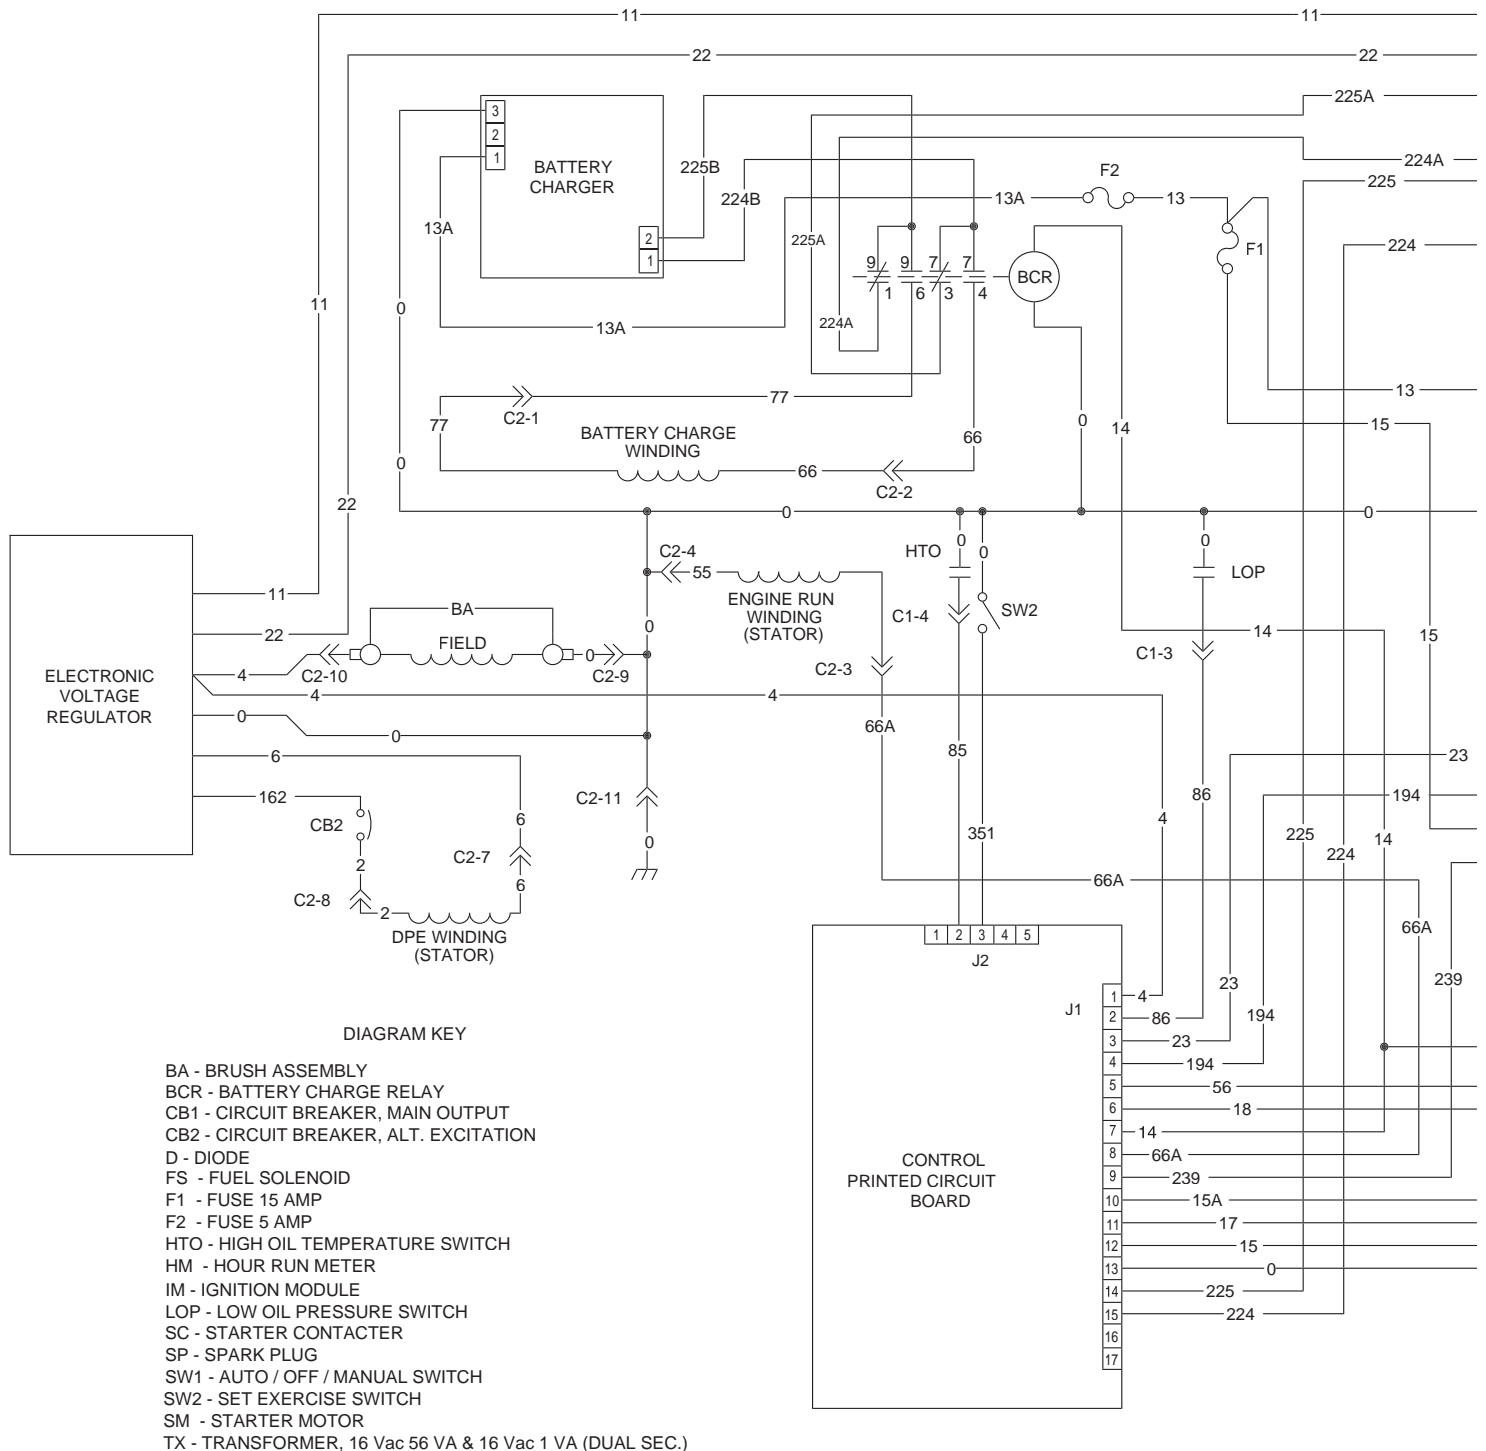 11
11
22
22
225A
3
2
1
BATTERY
CHARGER
225B
224B
224A
225
F2
13A
13
13A
2
1
225A
9
9
7
7
BCR
F1
224
1
6
3
4
11
0
224A
13A
77
C2-1
77
BATTERY CHARGE
WINDING
66
66
C2-2
0
14
13
15
0
22
0
0
HTO
0
0
0
LOP
C2-4
55
ENGINE RUN
WINDING
(STATOR)
C1-4
SW2
C2-3
14
C1-3
15
11
22
BA
FIELD
0
0
C2-10
C2-9
4
4
4
ELECTRONIC
VOLTAGE
REGULATOR
0
0
6
162
66A
85
351
86
23
194
4
225
224
14
CB2
2
C2-8
2
6
C2-7
6
C2-11
0
DPE WINDING
(STATOR)
66A
66A
239
1
2
3
4
5
J2
J1
1
4
2
86
3
23
4
194
5
56
6
18
7
14
8
66A
9
239
10
15A
11
17
12
15
13
0
14
225
15
224
16
17
23
194
CONTROL
PRINTED CIRCUIT
BOARD
DIAGRAM KEY
BA - BRUSH ASSEMBLY
BCR - BATTERY CHARGE RELAY
CB1 - CIRCUIT BREAKER, MAIN OUTPUT
CB2 - CIRCUIT BREAKER, ALT. EXCITATION
D - DIODE
FS - FUEL SOLENOID
F1 - FUSE 15 AMP
F2 - FUSE 5 AMP
HTO - HIGH OIL TEMPERATURE SWITCH
HM - HOUR RUN METER
IM - IGNITION MODULE
LOP - LOW OIL PRESSURE SWITCH
SC - STARTER CONTACTER
SP - SPARK PLUG
SW1 - AUTO / OFF / MANUAL SWITCH
SW2 - SET EXERCISE SWITCH
SM - STARTER MOTOR
TX - TRANSFORMER, 16 Vac 56 VA & 16 Vac 1 VA (DUAL SEC.)